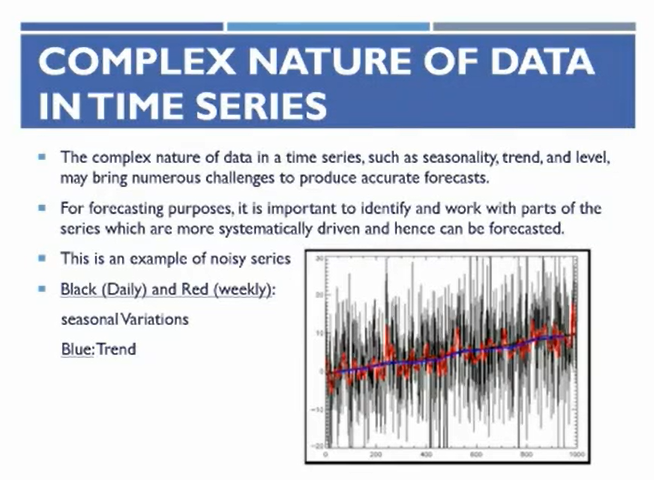 COMPLEX NATURE OF DATA
IN TIME SERIES
The complex nature of data in a time series, such as seasonality, trend, and level,
may bring numerous challenges to produce accurate forecasts.
For forecasting purposes, it is important to identify and work with parts of the
series which are more systematically driven and hence can be forecasted.
This is an example of noisy series
Black (Daily) and Red (weekly):
seasonal Variations
Blue: Trend
30
20
10
0
-10
-20
0 200 400 600 800 1000